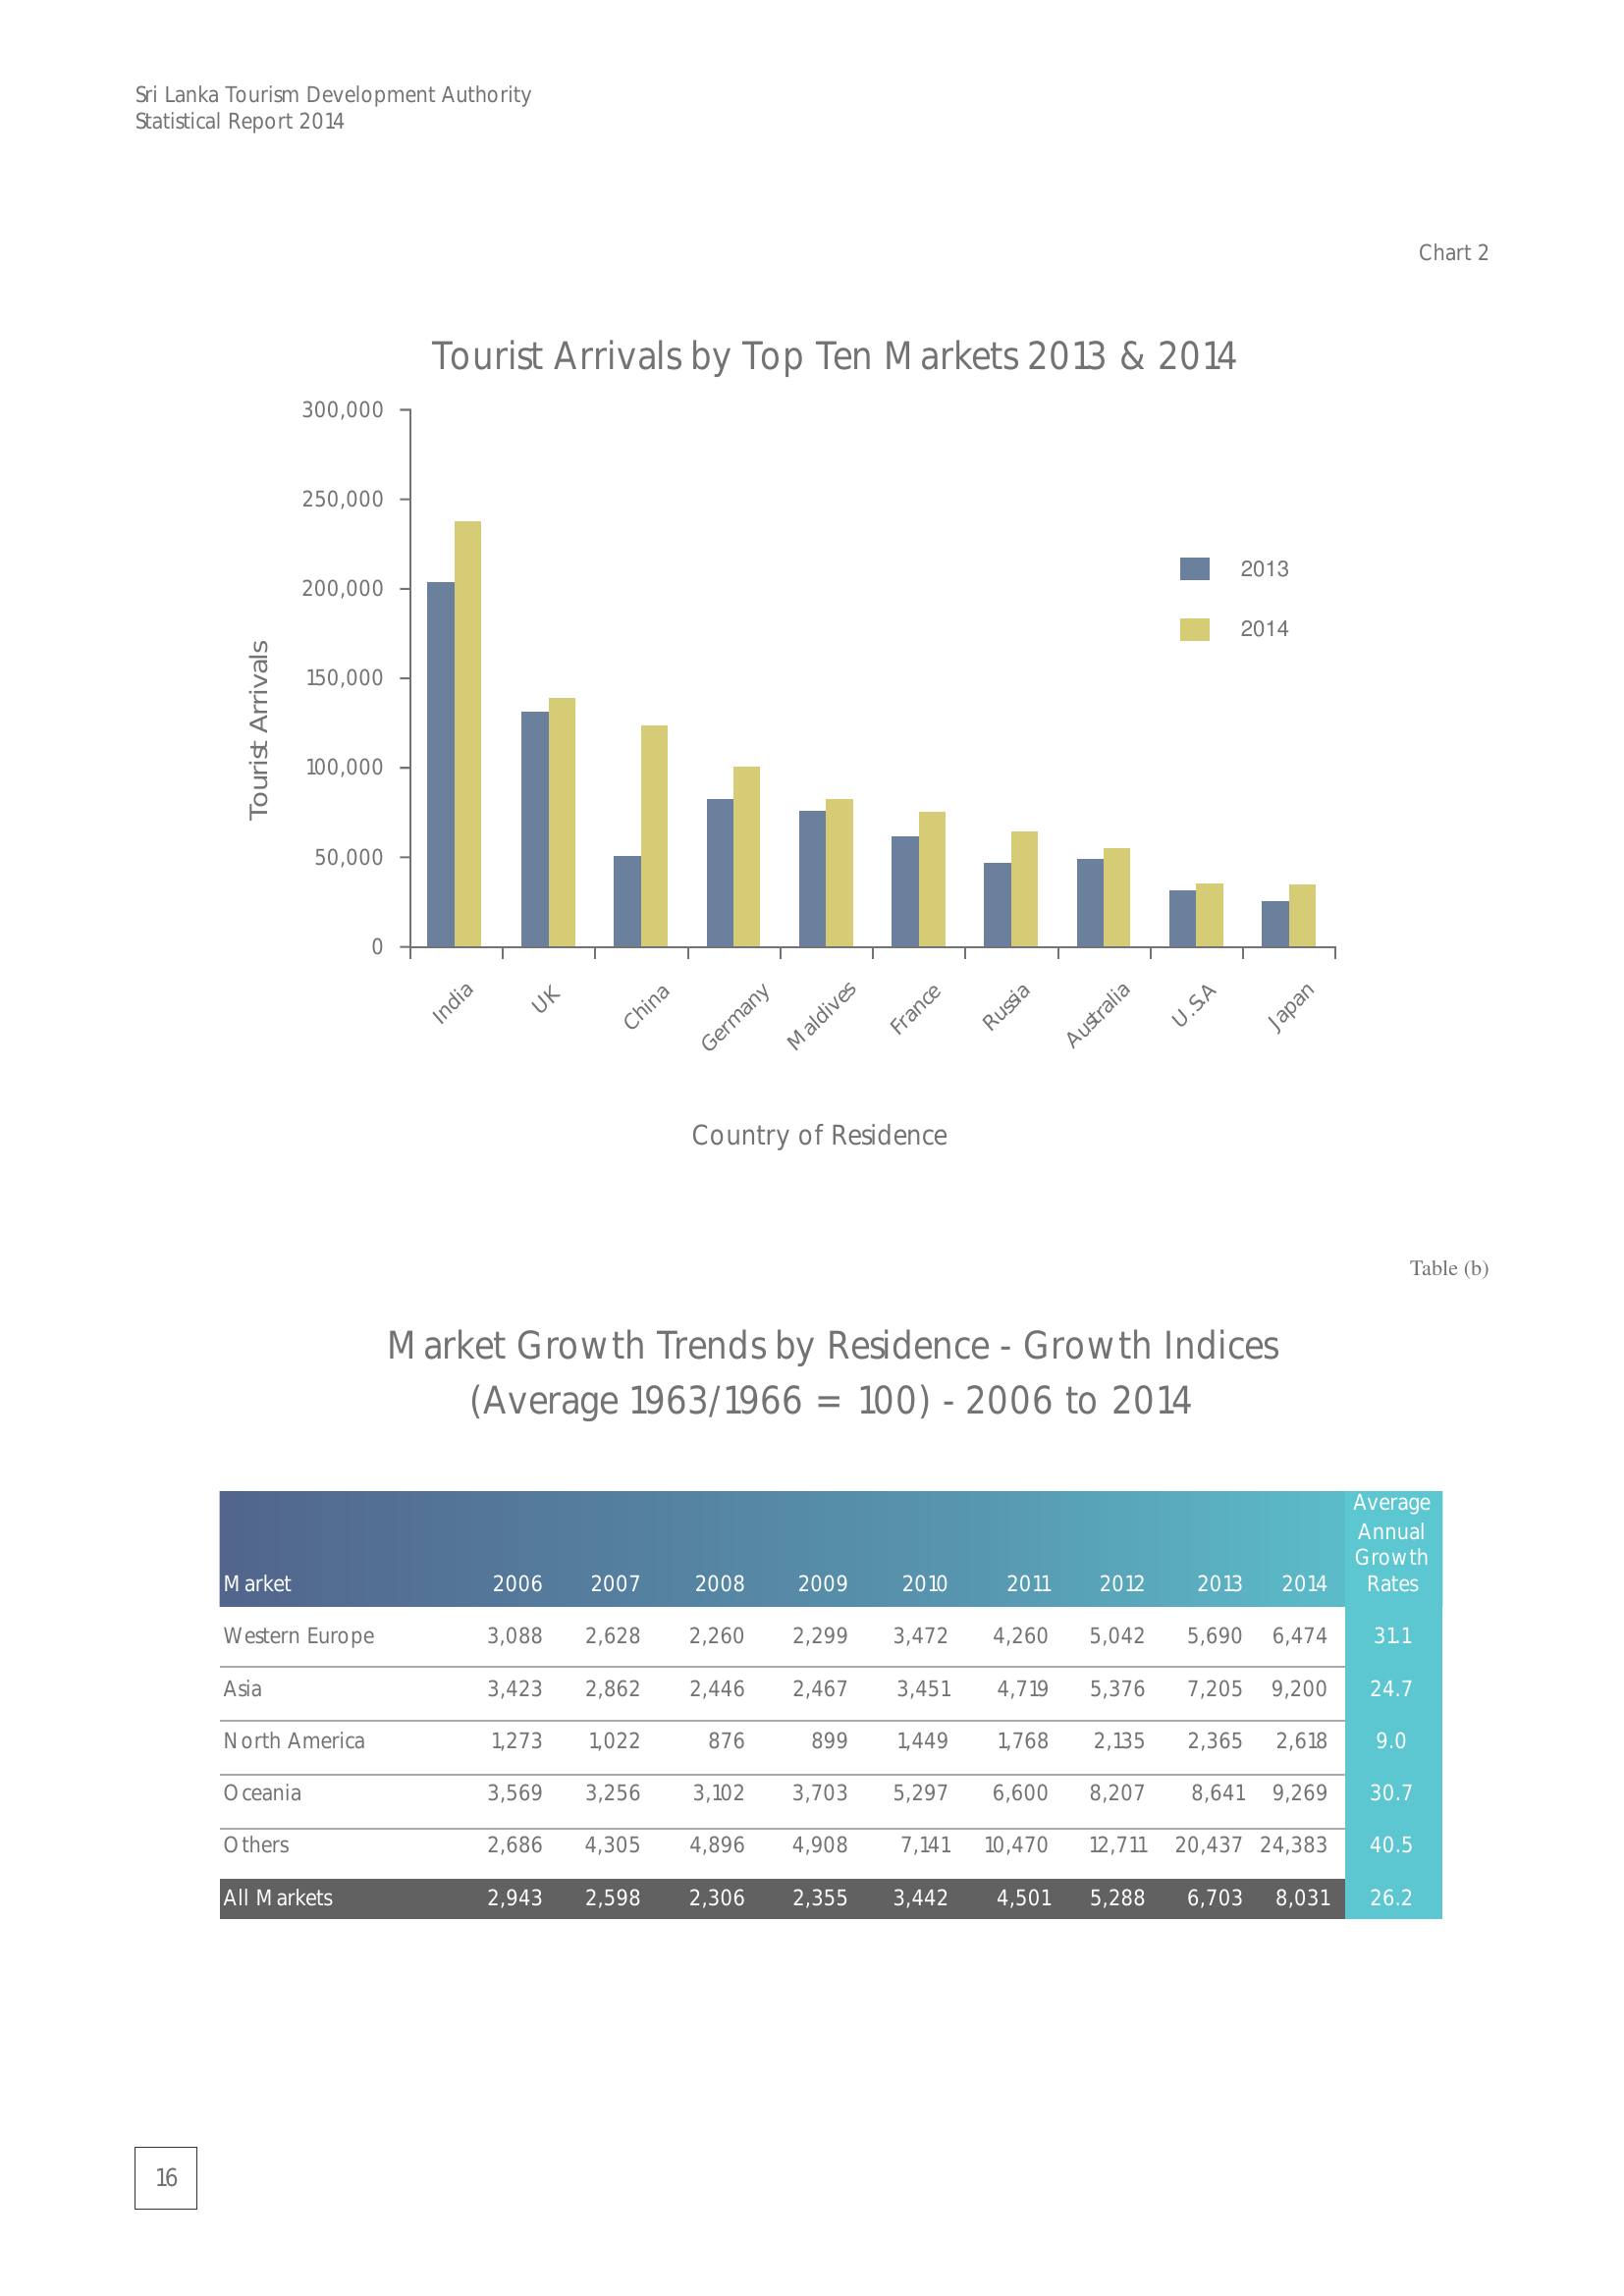 Sri Lanka Tourism Development Authority
Statistical Report 2014
Chart 2
Tourist Arrivals by Top Ten Markets 2013 & 2014
300,000
250,000
200,000
150,000
100,000
50,000
0
Tourist Arrivals
2013
2014
India
UK
China
Germany
Maldives
France
Russia
Australia
U.S.A
Japan
Country of Residence
Table (b)
Market Growth Trends by Residence - Growth Indices
(Average 1963/1966 = 100) - 2006 to 2014
Average
Annual
Growth
Market 2006 2007 2008 2009 2010 2011 2012 2013 2014 Rates
Western Europe 3,088 2,628 2,260 2,299 3,472 4,260 5,042 5,690 6,474 31.1
Asia 3,423 2,862 2,446 2,467 3,451 4,719 5,376 7,205 9,200 24.7
North America 1,273 1,022 876 899 1,449 1,768 2,135 2,365 2,618 9.0
Oceania 3,569 3,256 3,102 3,703 5,297 6,600 8,207 8,641 9,269 30.7
Others 2,686 4,305 4,896 4,908 7,141 10,470 12,711 20,437 24,383 40.5
All Markets 2,943 2,598 2,306 2,355 3,442 4,501 5,288 6,703 8,031 26.2
16